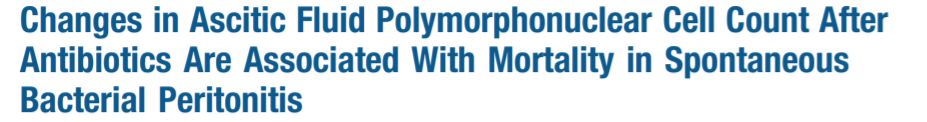 Changes in Ascitic Fluid Polymorphonuclear Cell Count After
Antibiotics Are Associated With Mortality in Spontaneous
Bacterial Peritonitis